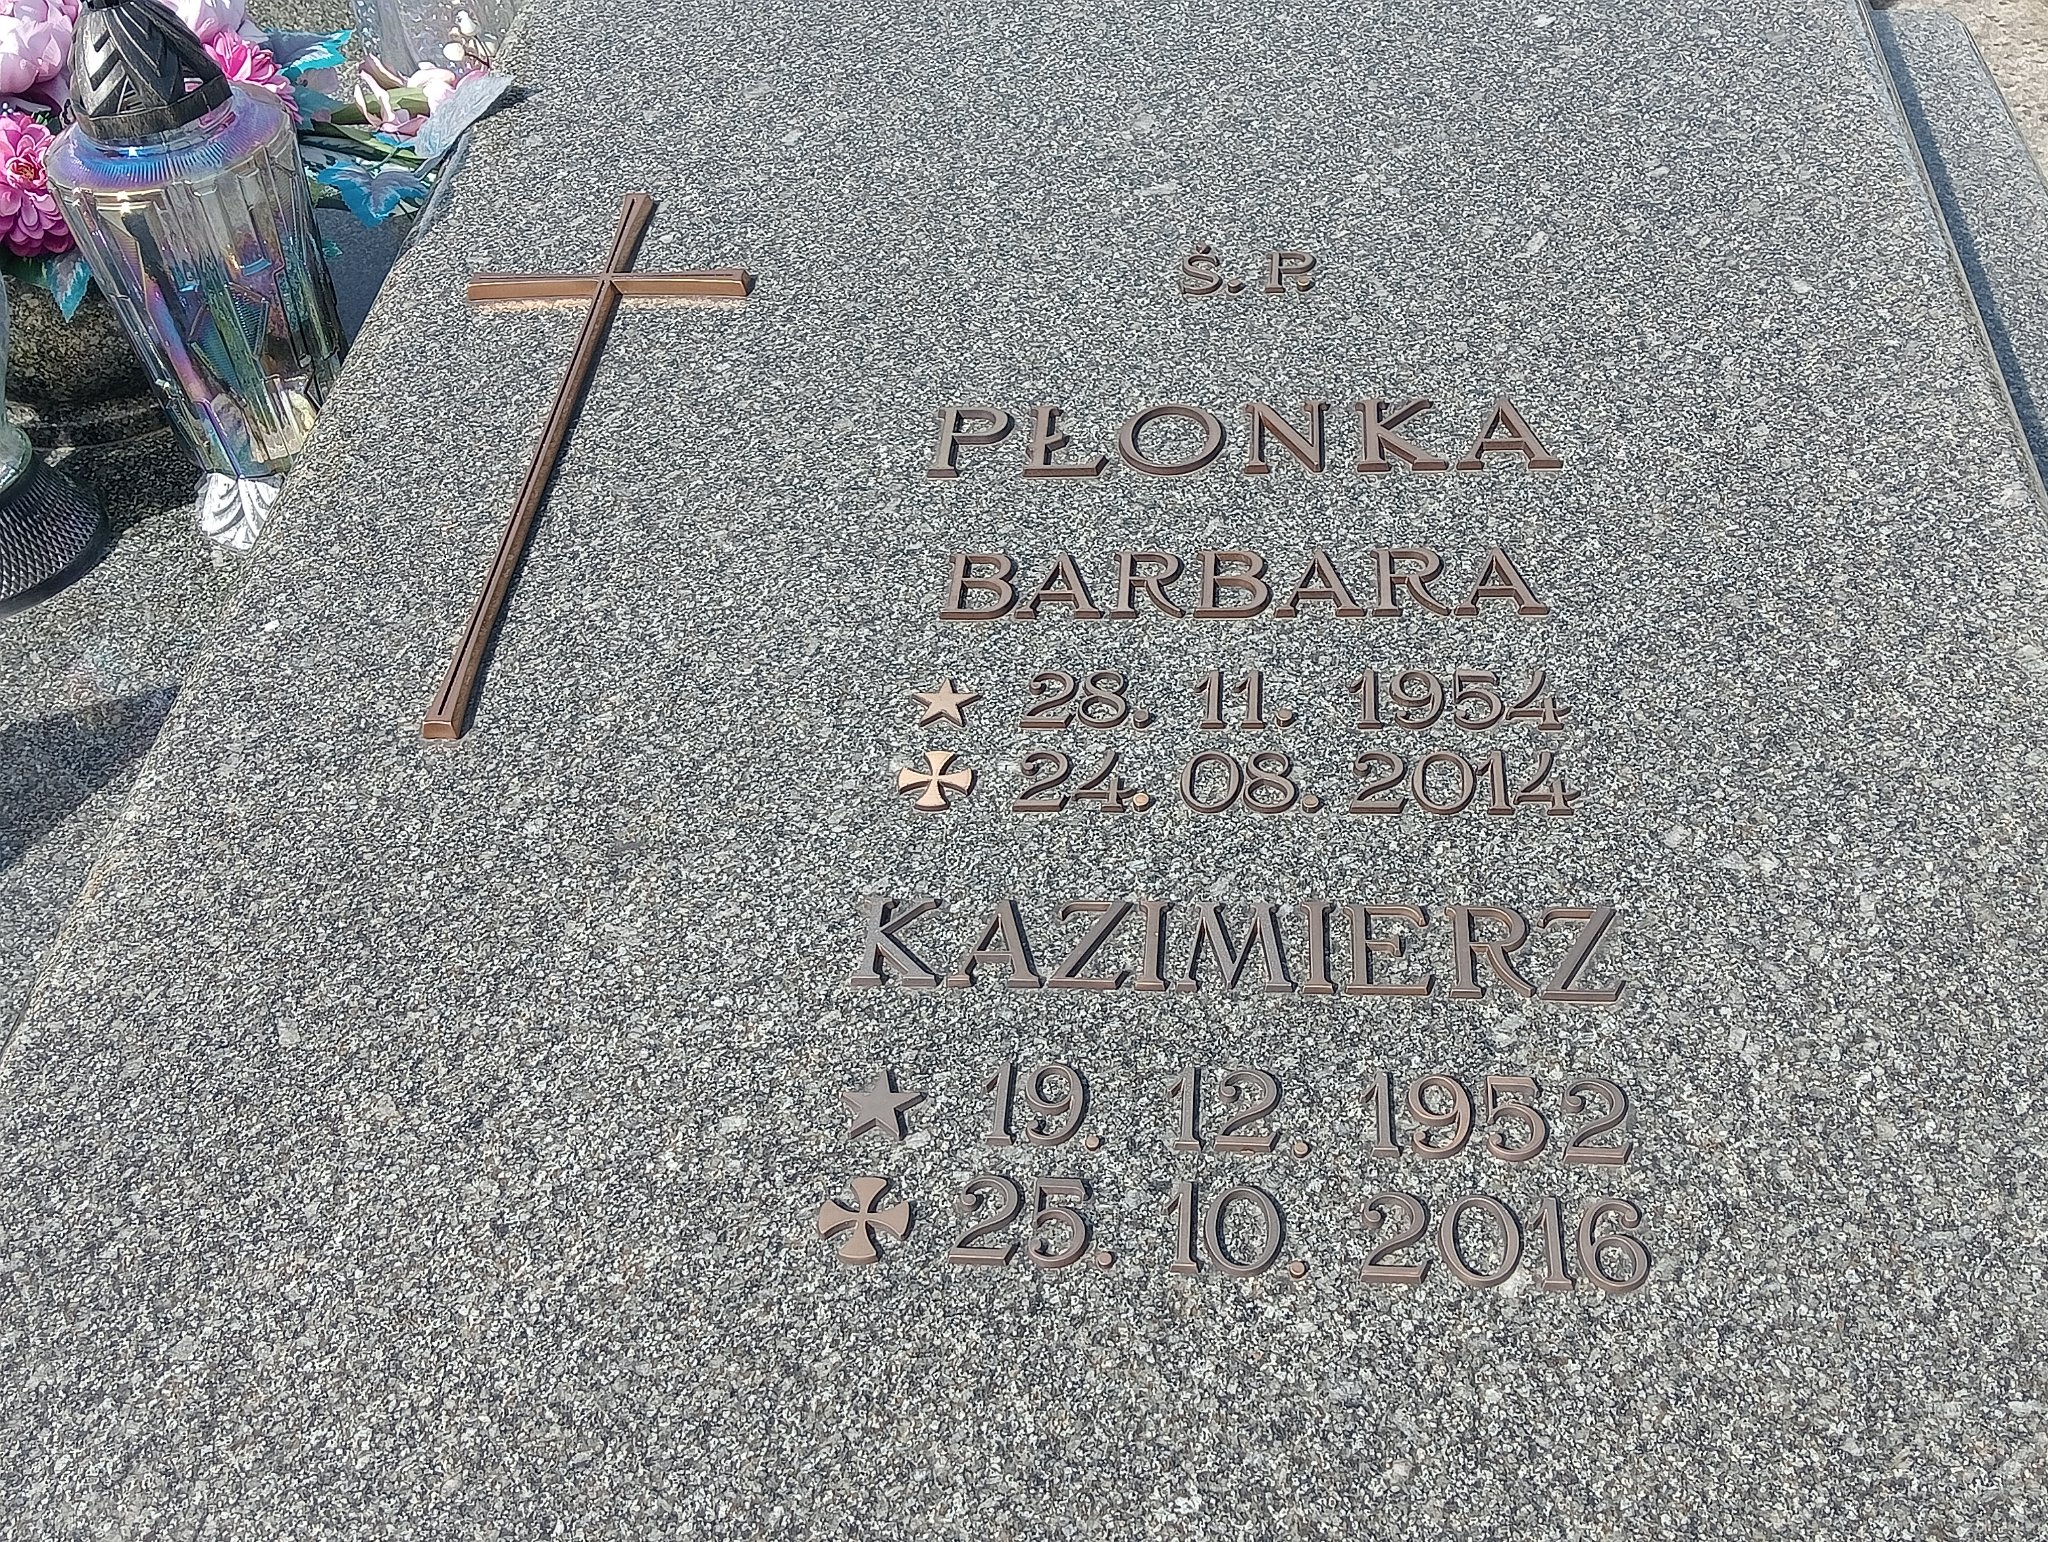 Ś. P.
PŁONKA
BARBARA
28. 11. 1954
24. 08. 2014
KAZIMIERZ
19. 12. 1952
25. 10. 2016